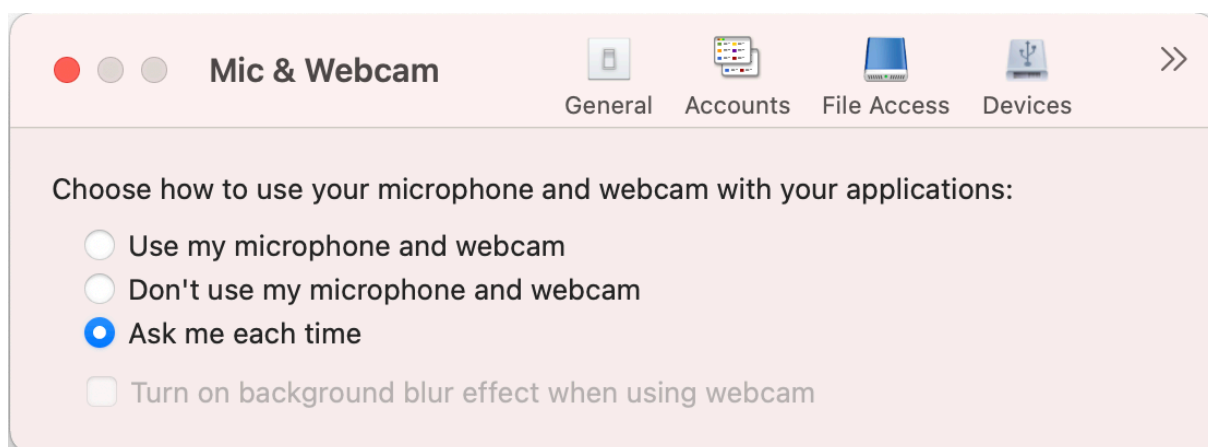 Mic & Webcam
General Accounts File Access Devices
Choose how to use your microphone and webcam with your applications:
Use my microphone and webcam
Don't use my microphone and webcam
Ask me each time
Turn on background blur effect when using webcam